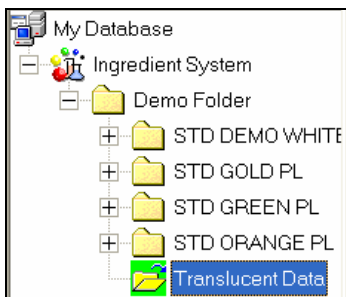 My Database
Ingredient System
Demo Folder
STD DEMO WHITE
STD GOLD PL
STD GREEN PL
STD ORANGE PL
Translucent Data